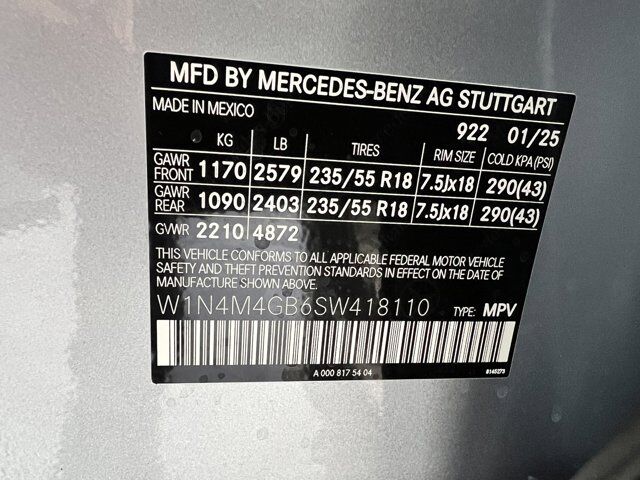 MFD BY MERCEDES-BENZ AG STUTTGART
MADE IN MEXICO
922 01/25
KG LB TIRES RIM SIZE COLD KPA(PSI)
GAWR FRONT 1170 2579 235/55 R18 7.5Jx18 290(43)
GAWR REAR 1090 2403 235/55 R18 7.5Jx18 290(43)
GVWR 2210 4872
THIS VEHICLE CONFORMS TO ALL APPLICABLE FEDERAL MOTOR VEHICLE
SAFETY AND THEFT PREVENTION STANDARDS IN EFFECT ON THE DATE OF
MANUFACTURE SHOWN ABOVE.
W1N4M4GB6SW418110 TYPE: MPV
A 000 817 54 04 8145273